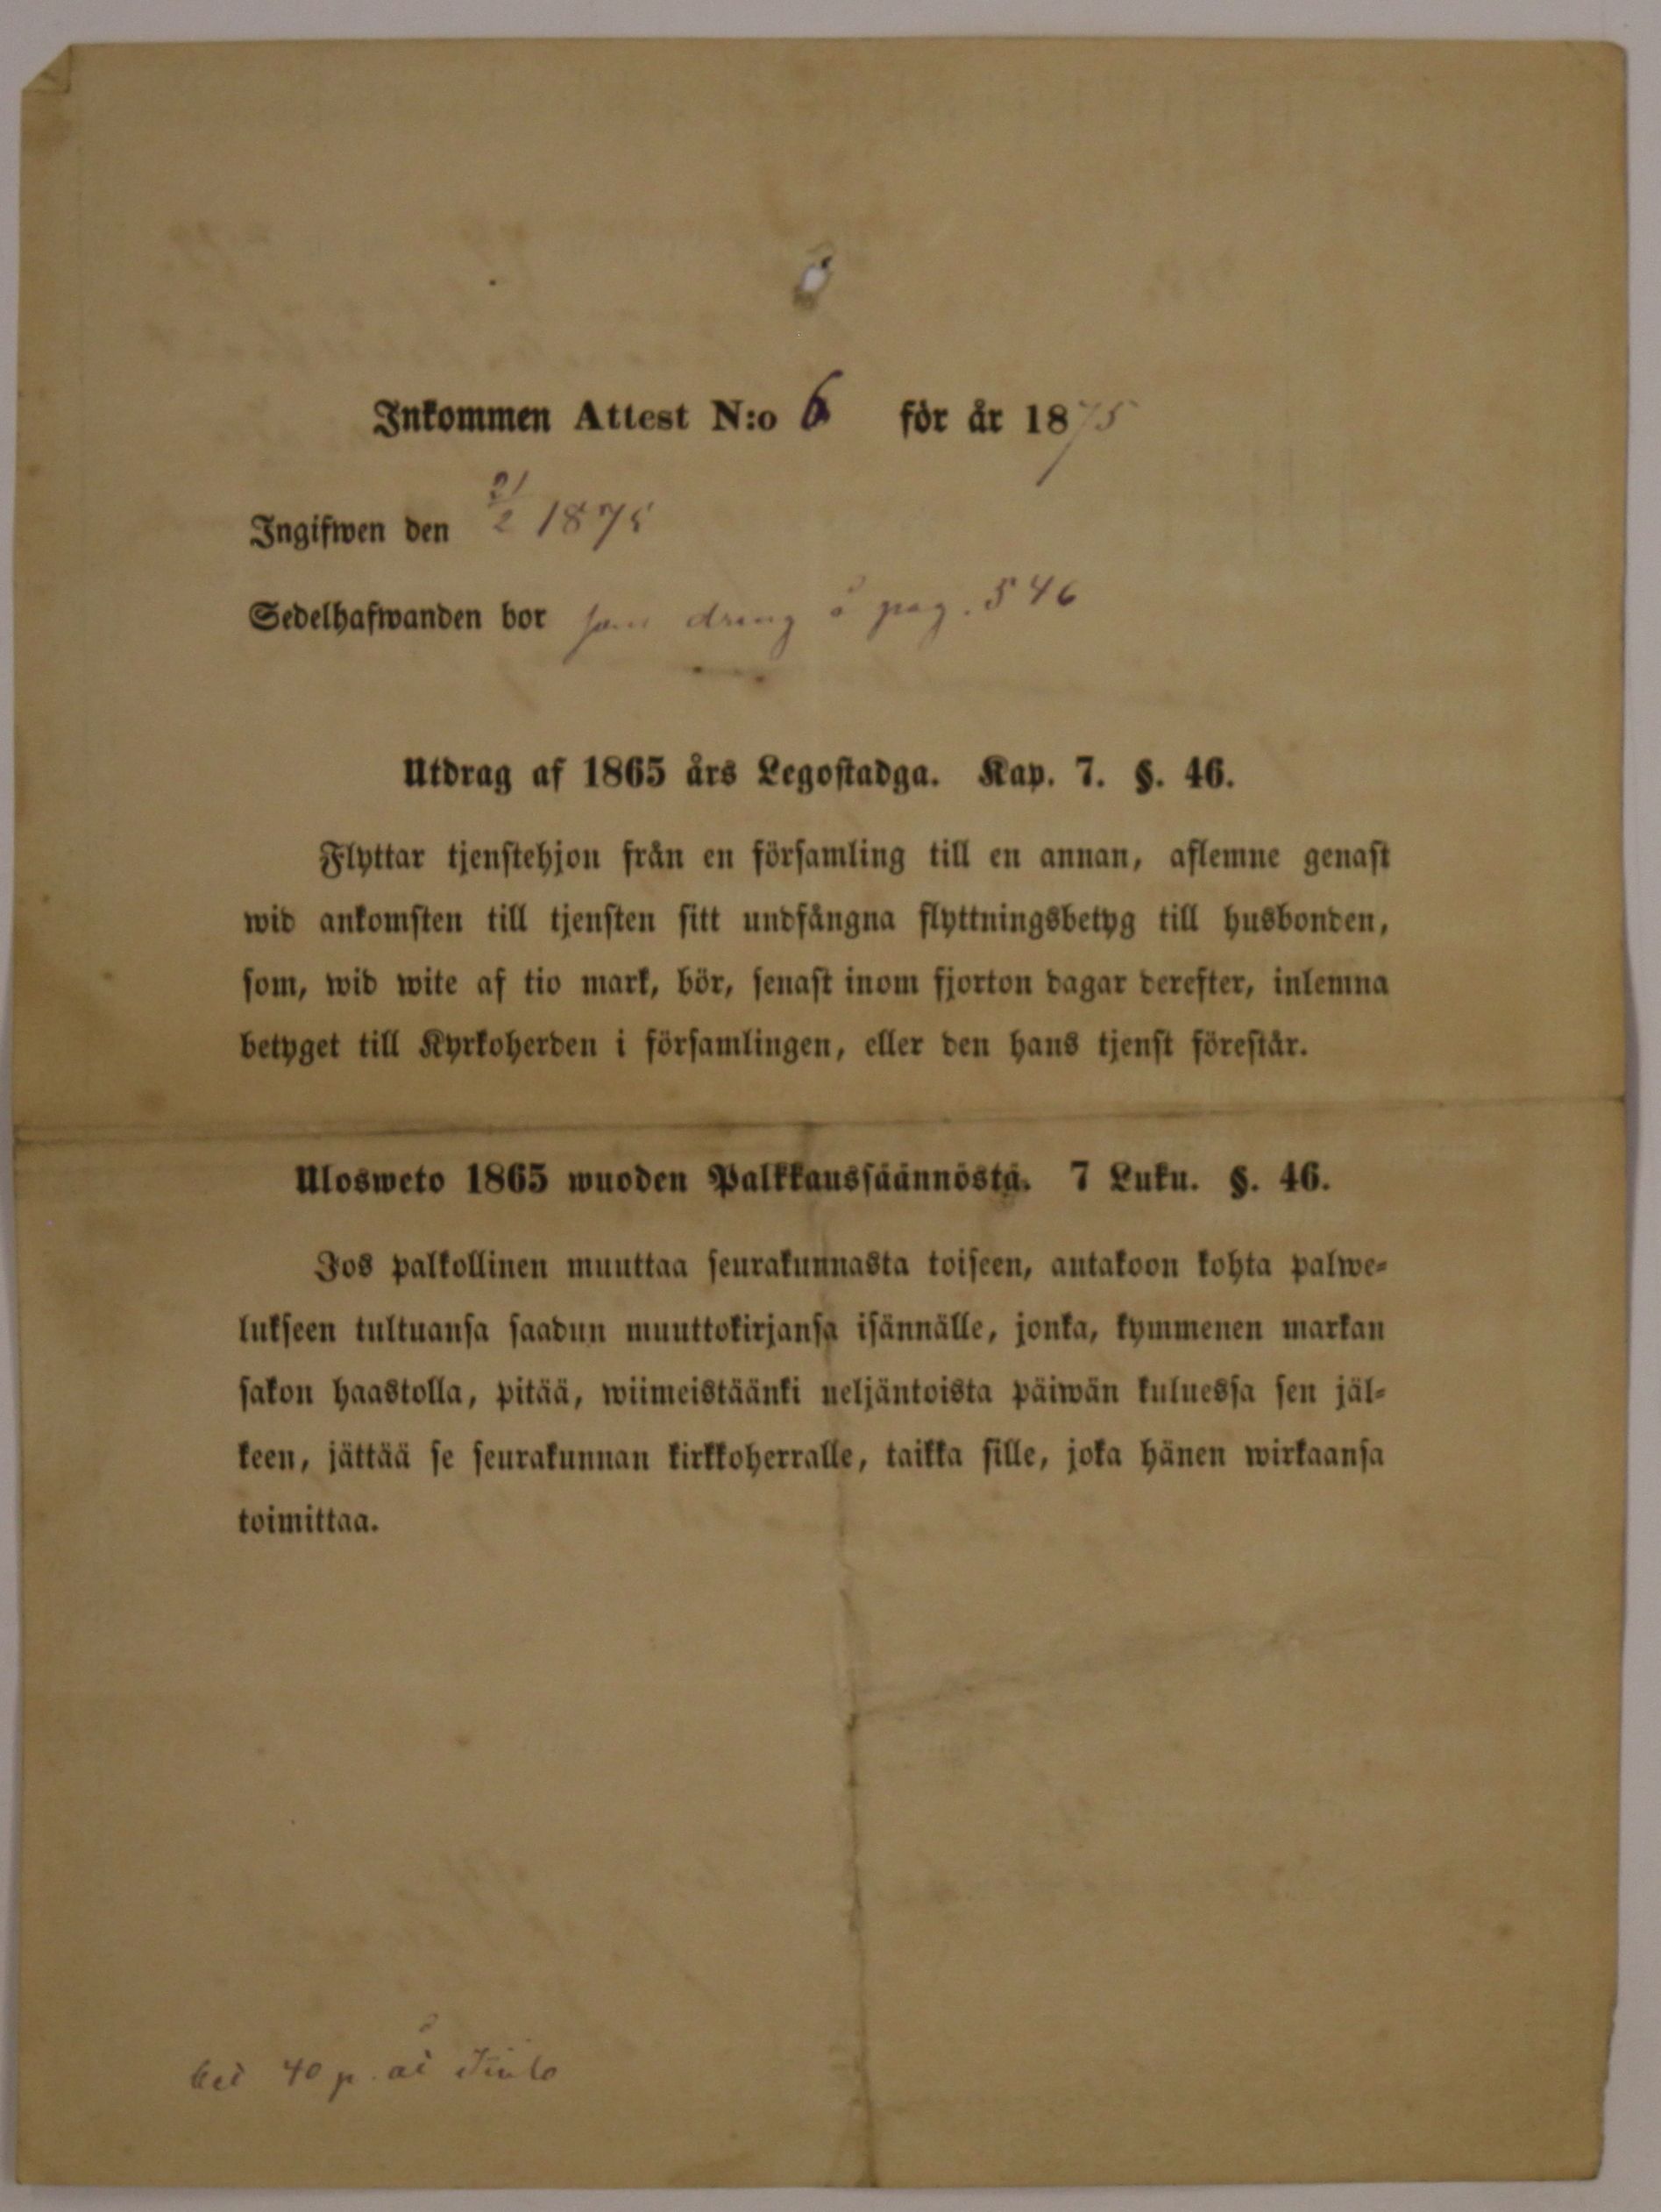 Inkommen Attest N:o 6 för år 1875
Ingifwen den 21/2 1875
Sedelhafwanden bor som dräng å pag. 546
Utdrag af 1865 års Legostadga. Kap. 7. §. 46.
Flyttar tjenstehjon från en församling till en annan, aflemne genast
wid ankomsten till tjensten sitt undfångna flyttningsbetyg till husbonden,
som, wid wite af tio mark, bör, senast inom fjorton dagar derefter, inlemna
betyget till Kyrkoherden i församlingen, eller den hans tjenst förestår.
Ulosweto 1865 wuoden Palkkaussäännöstä. 7 Luku. §. 46.
Jos palkollinen muuttaa seurakunnasta toiseen, antakoon kohta palwe-
lukseen tultuansa saadun muuttokirjansa isännälle, jonka, kymmenen markan
sakon haastolla, pitää, wiimeistäänki neljäntoista päiwän kuluessa sen jäl-
keen, jättää se seurakunnan kirkkoherralle, taikka sille, joka hänen wirkaansa
toimittaa.
40 p.